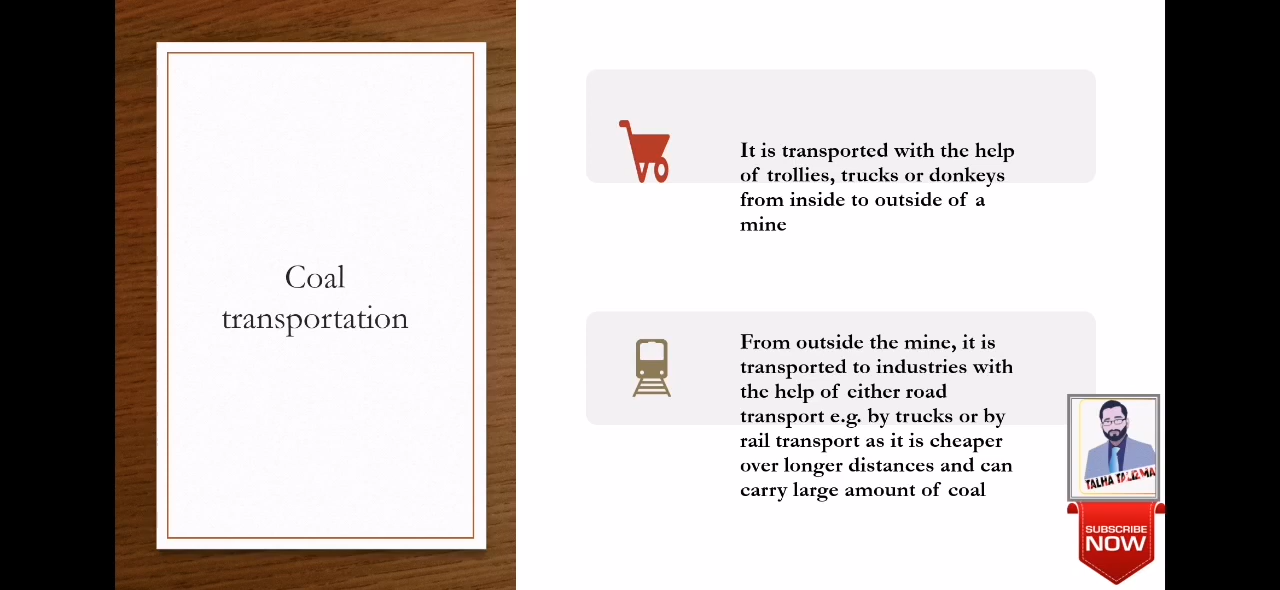 Coal
transportation
It is transported with the help
of trollies, trucks or donkeys
from inside to outside of a
mine
From outside the mine, it is
transported to industries with
the help of either road
transport e.g. by trucks or by
rail transport as it is cheaper
over longer distances and can
carry large amount of coal
TALHA TALIZMA
SUBSCRIBE
NOW